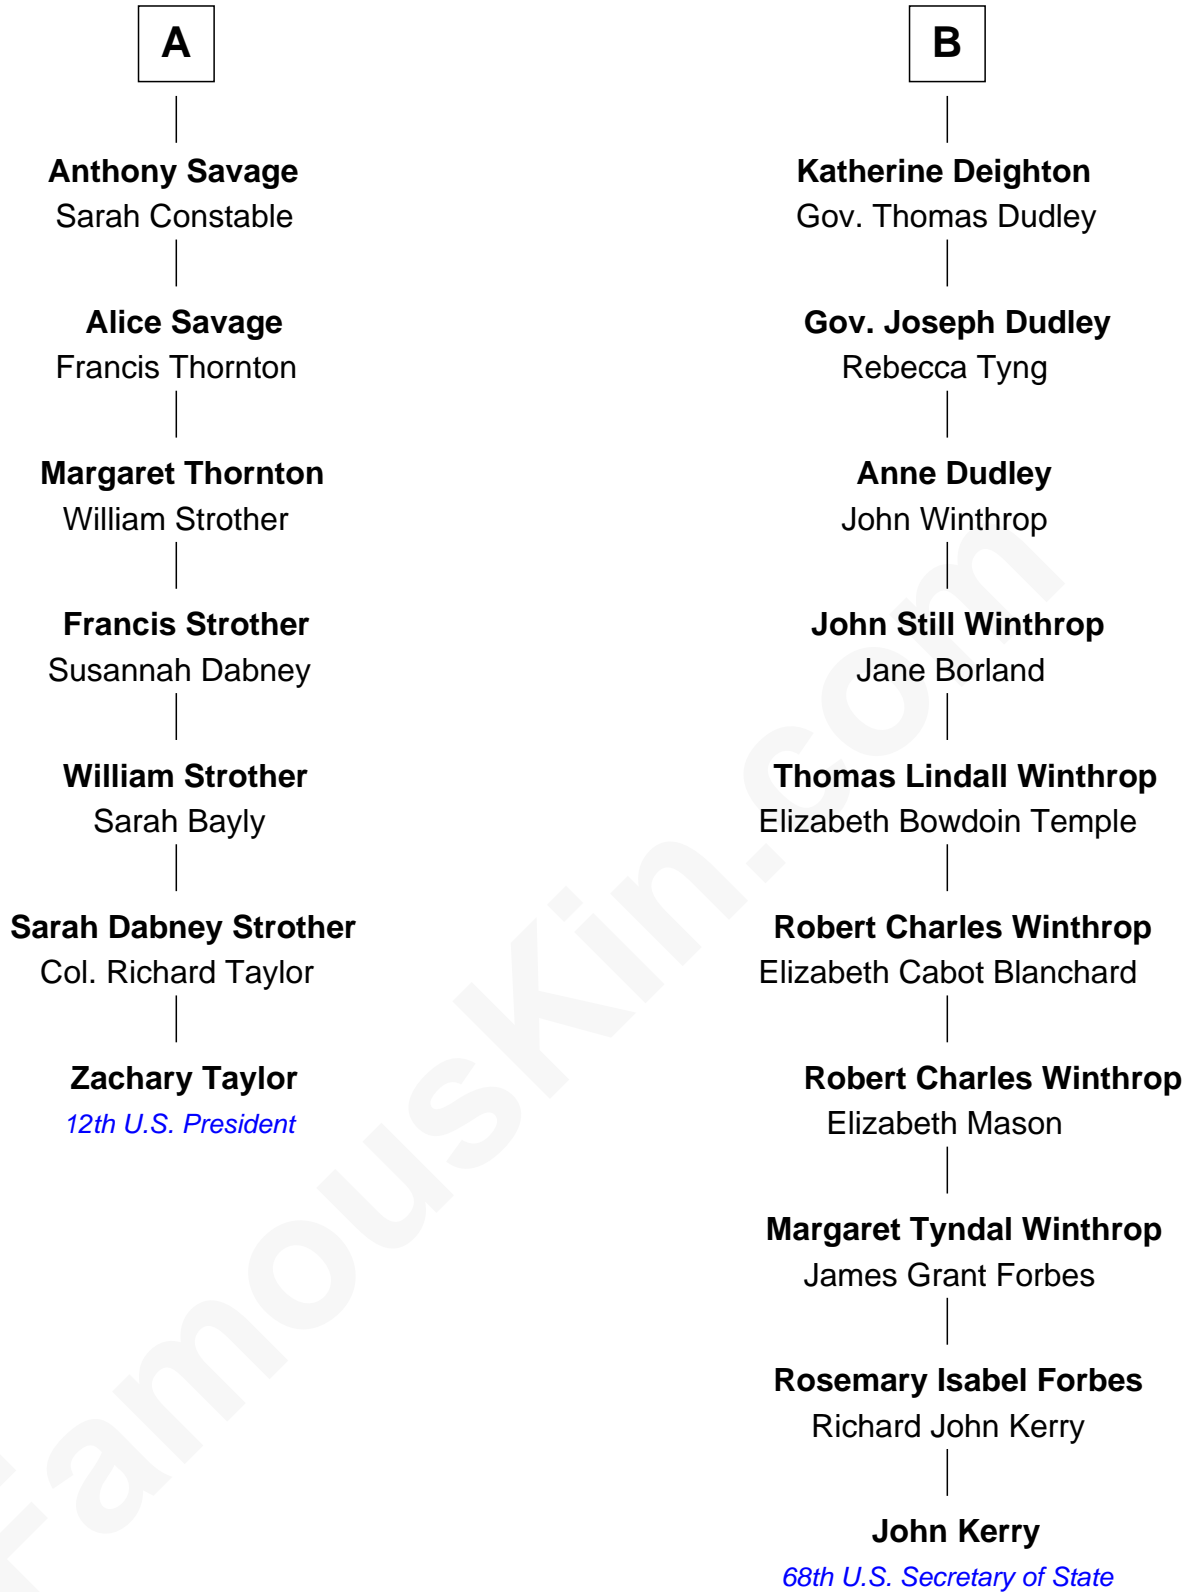 A
Anthony Savage
Sarah Constable
Alice Savage
Francis Thornton
Margaret Thornton
William Strother
Francis Strother
Susannah Dabney
William Strother
Sarah Bayly
Sarah Dabney Strother
Col. Richard Taylor
Zachary Taylor
12th U.S. President
B
Katherine Deighton
Gov. Thomas Dudley
Gov. Joseph Dudley
Rebecca Tyng
Anne Dudley
John Winthrop
John Still Winthrop
Jane Borland
Thomas Lindall Winthrop
Elizabeth Bowdoin Temple
Robert Charles Winthrop
Elizabeth Cabot Blanchard
Robert Charles Winthrop
Elizabeth Mason
Margaret Tyndal Winthrop
James Grant Forbes
Rosemary Isabel Forbes
Richard John Kerry
John Kerry
68th U.S. Secretary of State
FamousKin.com